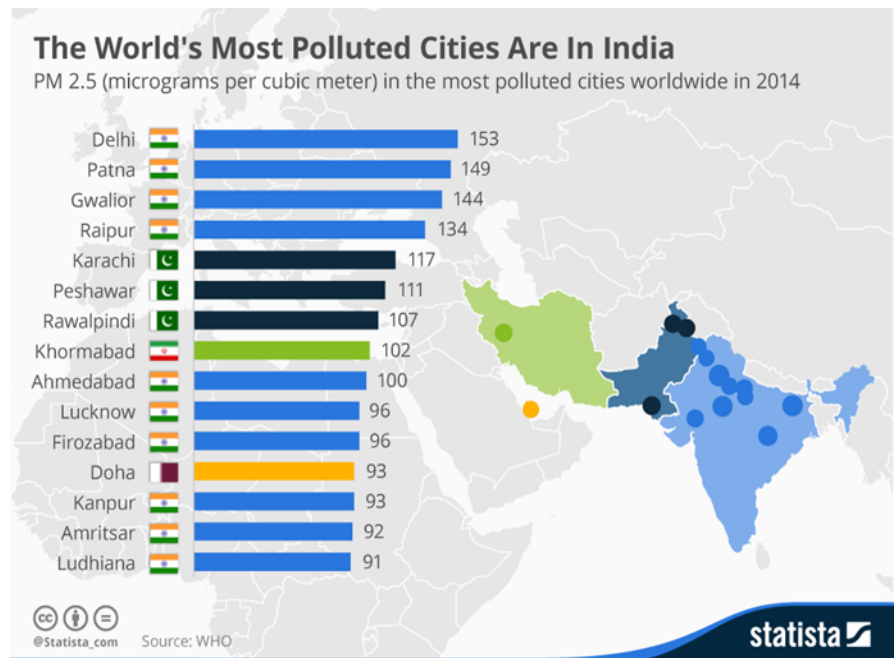 The World's Most Polluted Cities Are In India
PM 2.5 (micrograms per cubic meter) in the most polluted cities worldwide in 2014
Delhi 153
Patna 149
Gwalior 144
Raipur 134
Karachi 117
Peshawar 111
Rawalpindi 107
Khormabad 102
Ahmedabad 100
Lucknow 96
Firozabad 96
Doha 93
Kanpur 93
Amritsar 92
Ludhiana 91
cc
@Statista_com Source: WHO
statista